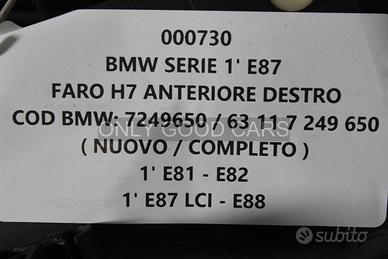 000730
BMW SERIE 1' E87
FARO H7 ANTERIORE DESTRO
COD BMW: 7249650 / 63 11 7 249 650
ONLY GOOD CARS
( NUOVO / COMPLETO )
1' E81 - E82
1' E87 LCI - E88
subito